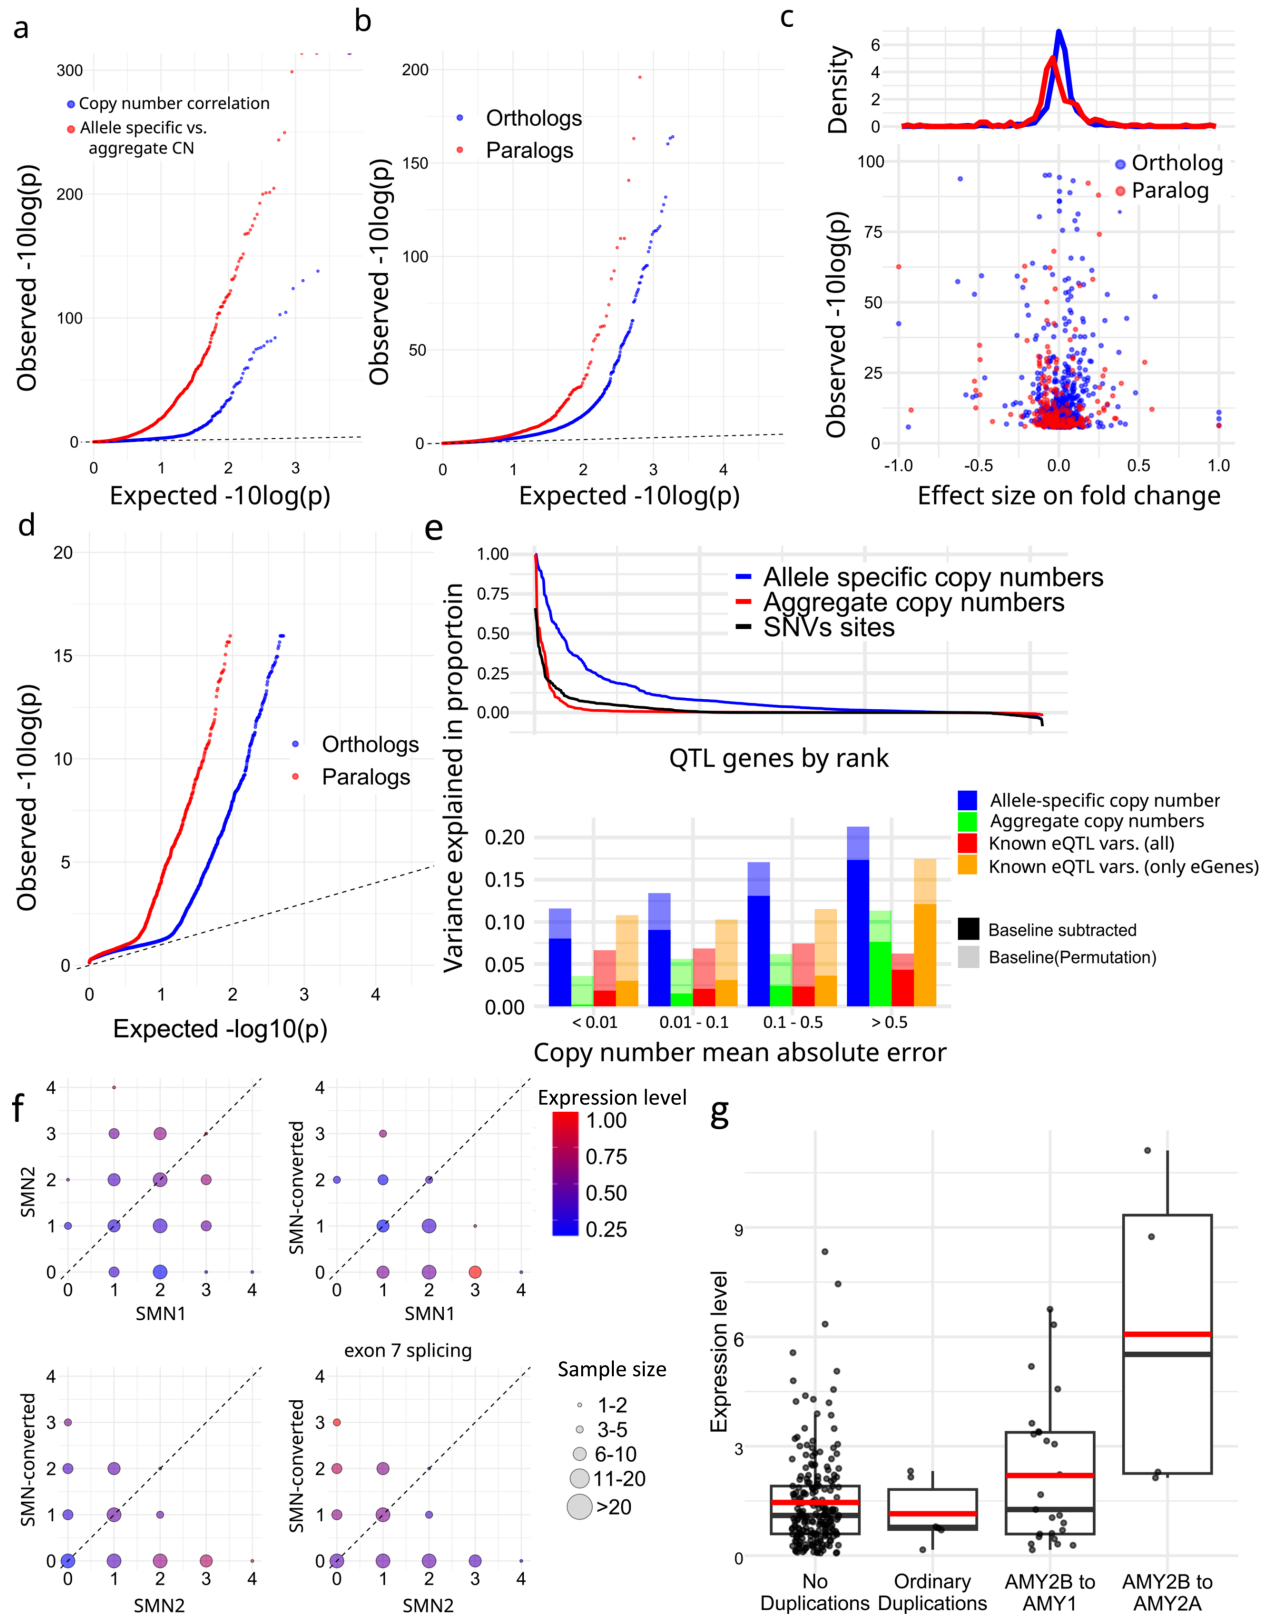 a
300
200
100
0
0
1
2
3
Copy number correlation
Allele specific vs.
aggregate CN
Observed -10log(p)
Expected -10log(p)
b
200
150
100
50
0
0
1
2
3
4
Orthologs
Paralogs
Observed -10log(p)
Expected -10log(p)
c
6
4
2
0
Density
100
75
50
25
0
-1.0
-0.5
0.0
0.5
1.0
Ortholog
Paralog
Observed -10log(p)
Effect size on fold change
d
20
15
10
5
0
0
1
2
3
4
Orthologs
Paralogs
Observed -10log(p)
Expected -log10(p)
e
Variance explained in proportoin
1.00
0.75
0.50
0.25
0.00
Allele specific copy numbers
Aggregate copy numbers
SNVs sites
QTL genes by rank
0.20
0.15
0.10
0.05
0.00
< 0.01
0.01 - 0.1
0.1 - 0.5
> 0.5
Copy number mean absolute error
Allele-specific copy number
Aggregate copy numbers
Known eQTL vars. (all)
Known eQTL vars. (only eGenes)
Baseline subtracted
Baseline(Permutation)
f
4
3
2
1
0
0
1
2
3
4
SMN2
SMN1
4
3
2
1
0
0
1
2
3
4
SMN-converted
SMN1
Expression level
1.00
0.75
0.50
0.25
4
3
2
1
0
0
1
2
3
4
SMN-converted
SMN2
exon 7 splicing
4
3
2
1
0
0
1
2
3
4
SMN-converted
SMN2
Sample size
1-2
3-5
6-10
11-20
>20
g
9
6
3
0
Expression level
No
Duplications
Ordinary
Duplications
AMY2B to
AMY1
AMY2B to
AMY2A